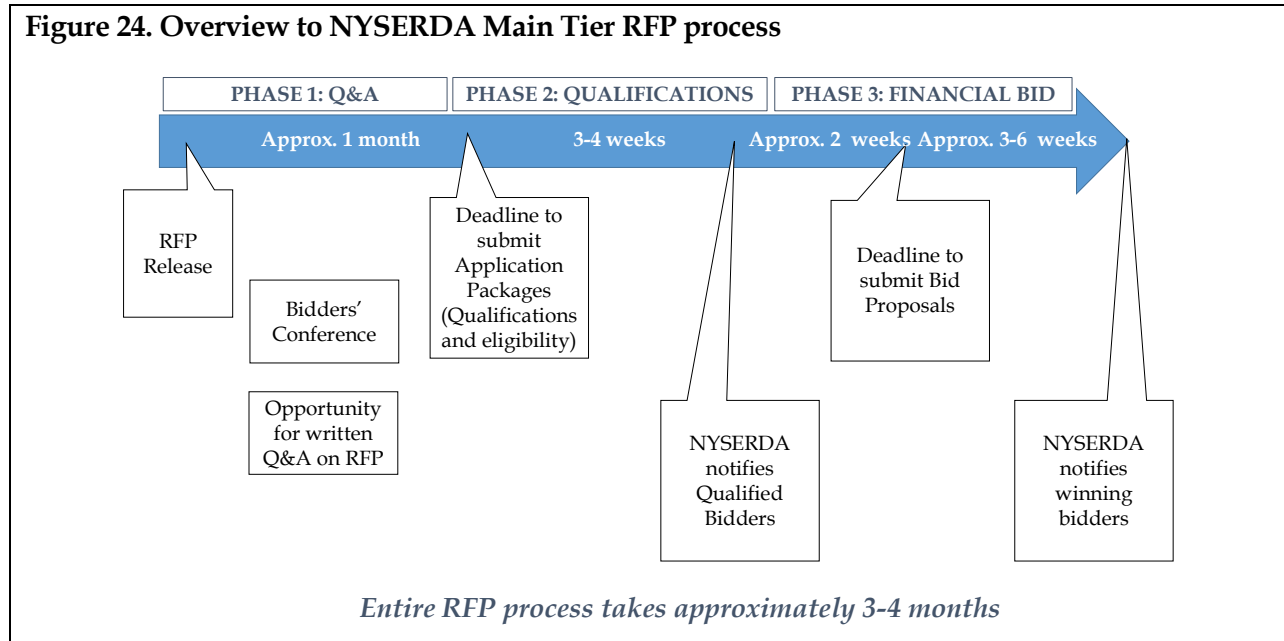 Figure 24. Overview to NYSERDA Main Tier RFP process
PHASE 1: Q&A
PHASE 2: QUALIFICATIONS
PHASE 3: FINANCIAL BID
Approx. 1 month
3-4 weeks
Approx. 2 weeks
Approx. 3-6 weeks
RFP
Release
Bidders’
Conference
Opportunity
for written
Q&A on RFP
Deadline to
submit
Application
Packages
(Qualifications
and eligibility)
NYSERDA
notifies
Qualified
Bidders
Deadline to
submit Bid
Proposals
NYSERDA
notifies
winning
bidders
Entire RFP process takes approximately 3-4 months